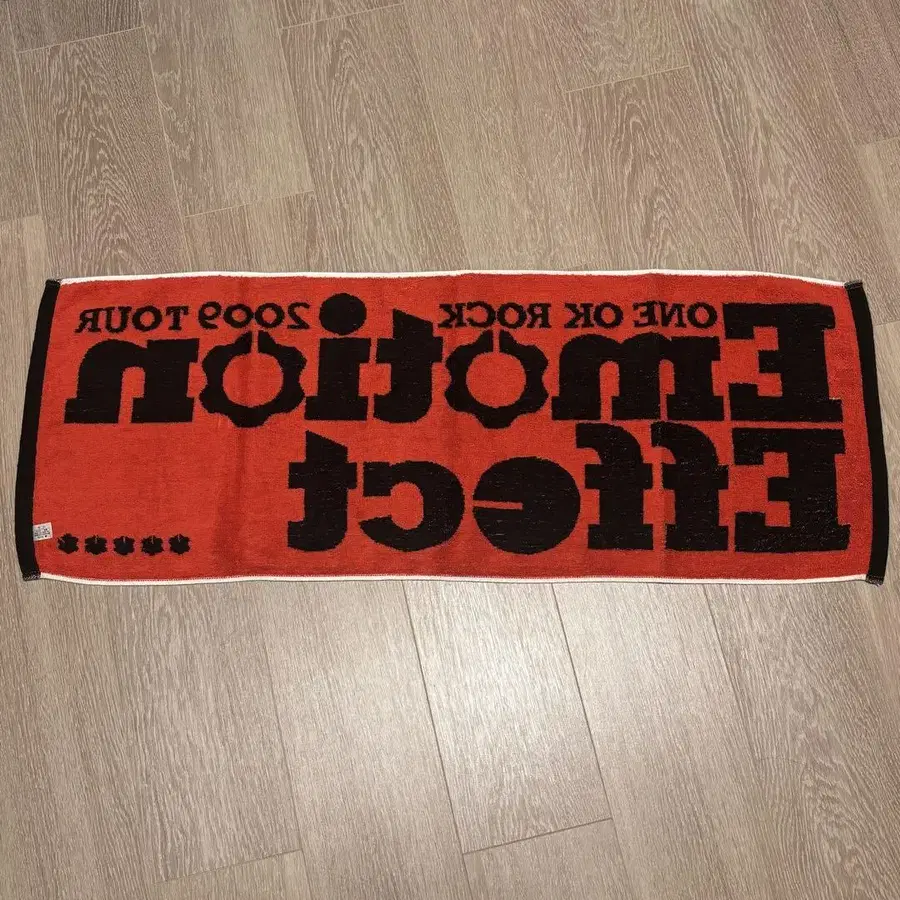 ONE OK ROCK 2009 TOUR
Emotion
Effect